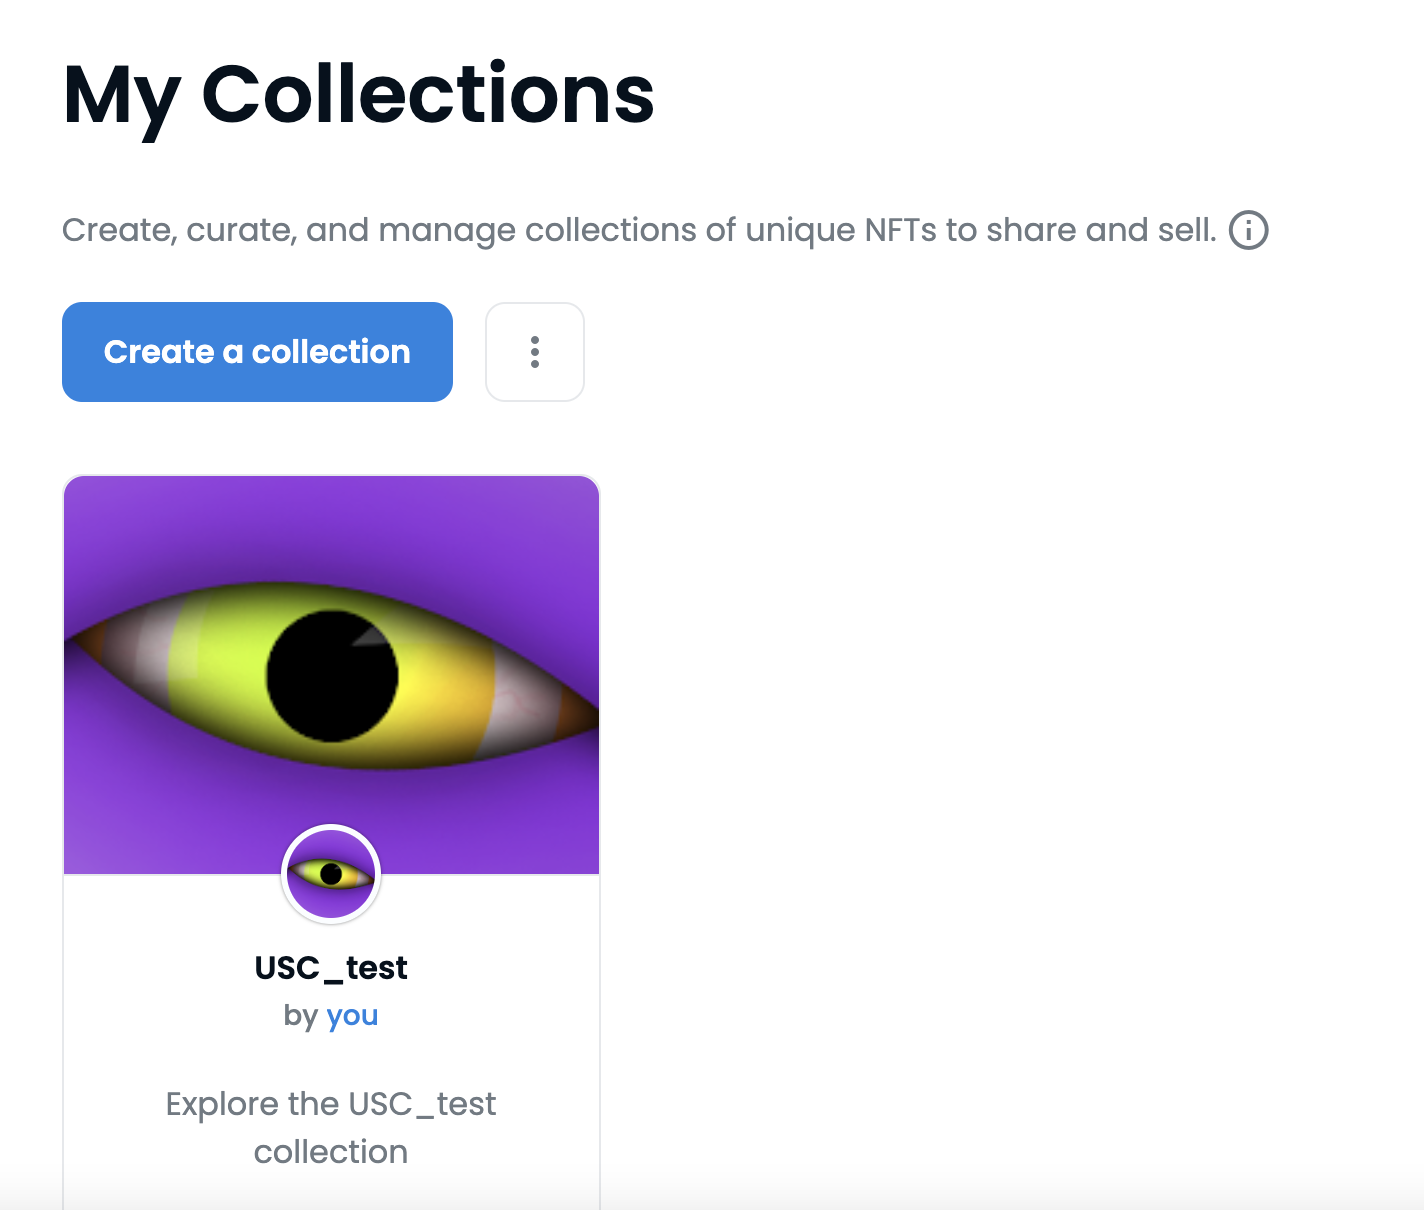 My Collections
Create, curate, and manage collections of unique NFTs to share and sell.
Create a collection
USC_test
by you
Explore the USC_test
collection